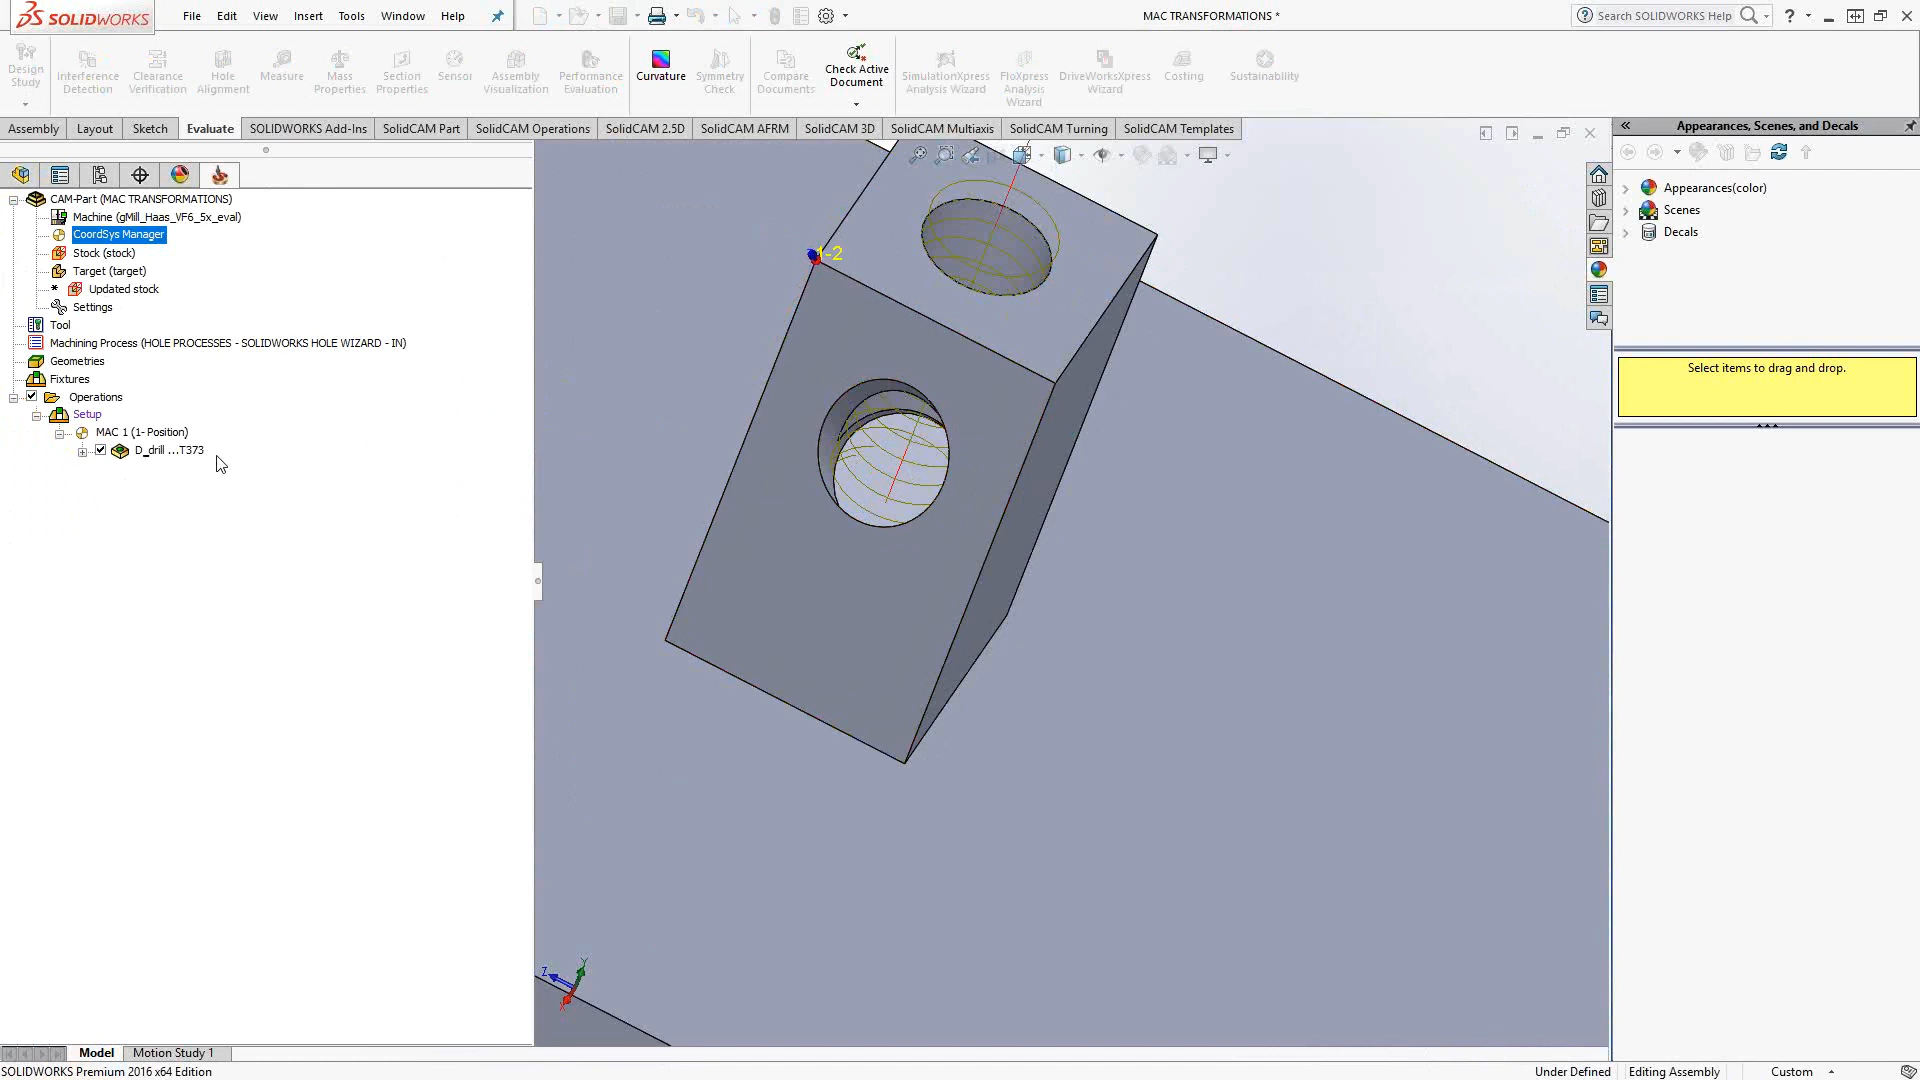 SOLIDWORKS
File Edit View Insert Tools Window Help
MAC TRANSFORMATIONS *
Search SOLIDWORKS Help
Design Study
Interference Detection
Clearance Verification
Hole Alignment
Measure
Mass Properties
Section Properties
Sensor
Assembly Visualization
Performance Evaluation
Curvature
Symmetry Check
Compare Documents
Check Active Document
SimulationXpress Analysis Wizard
FloXpress Analysis Wizard
DriveWorksXpress Wizard
Costing
Sustainability
Assembly Layout Sketch Evaluate SOLIDWORKS Add-Ins SolidCAM Part SolidCAM Operations SolidCAM 2.5D SolidCAM AFRM SolidCAM 3D SolidCAM Multiaxis SolidCAM Turning SolidCAM Templates
Appearances, Scenes, and Decals
CAM-Part (MAC TRANSFORMATIONS)
Machine (gMill_Haas_VF6_5x_eval)
CoordSys Manager
Stock (stock)
Target (target)
* Updated stock
Settings
Tool
Machining Process (HOLE PROCESSES - SOLIDWORKS HOLE WIZARD - IN)
Geometries
Fixtures
Operations
Setup
MAC 1 (1- Position)
D_drill ...T373
1-2
Z
Y
X
Appearances(color)
Scenes
Decals
Select items to drag and drop.
Model Motion Study 1
SOLIDWORKS Premium 2016 x64 Edition
Under Defined Editing Assembly Custom